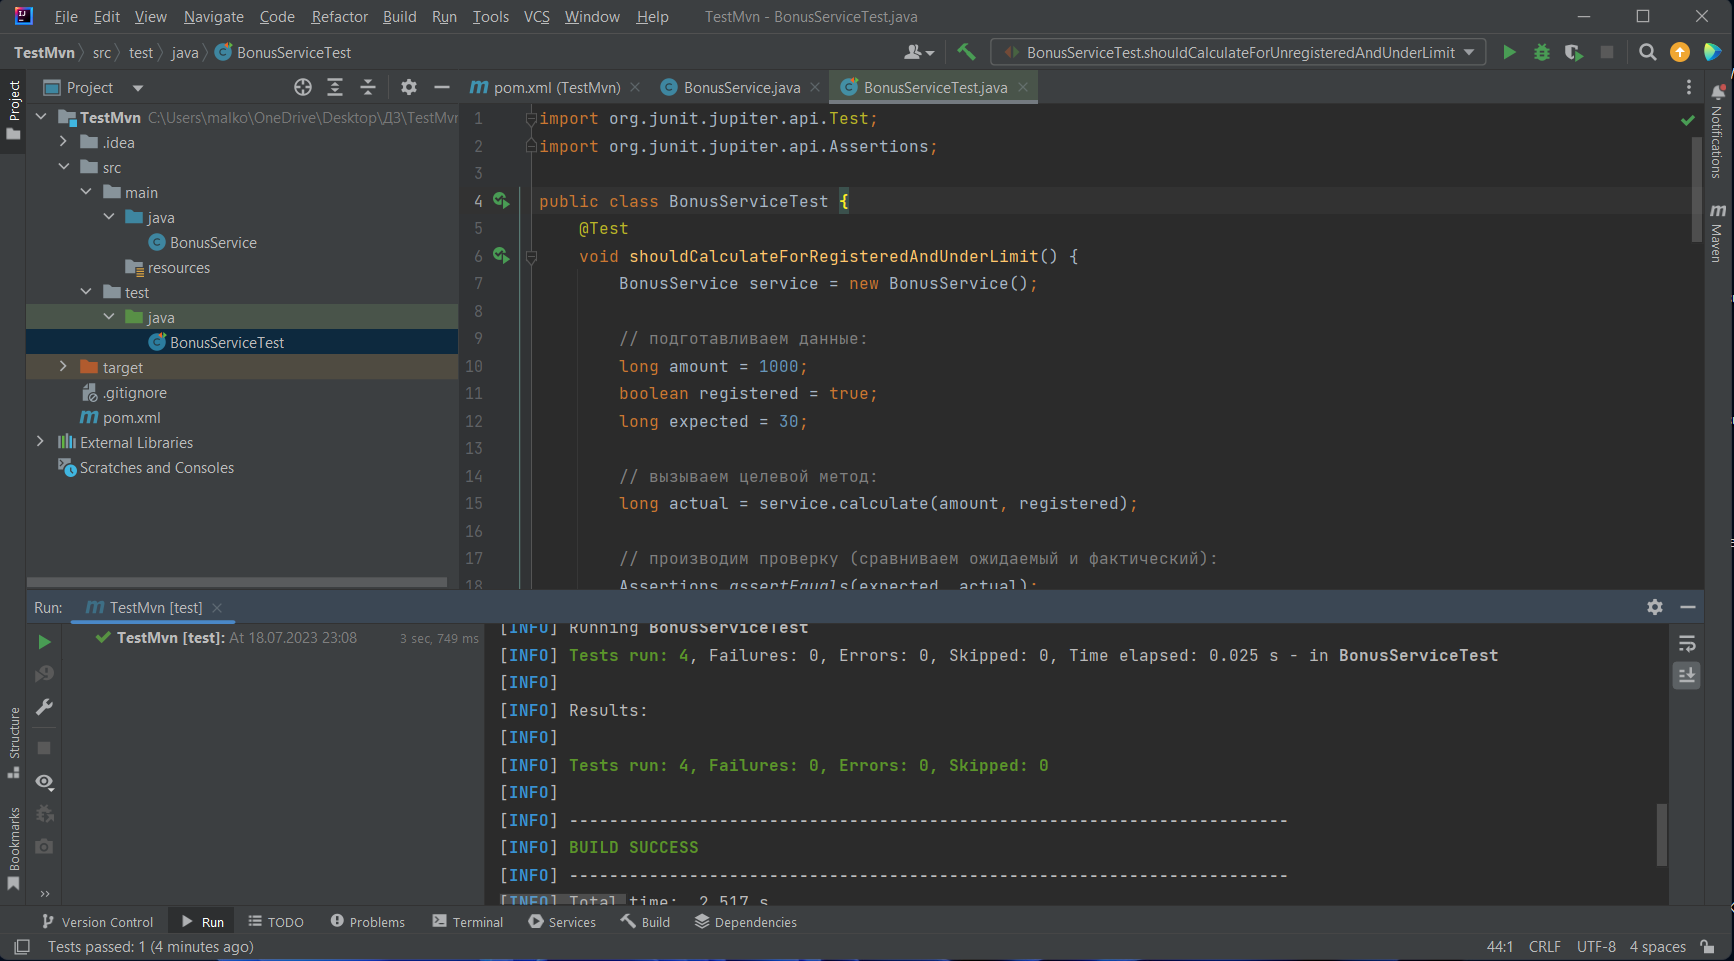 File Edit View Navigate Code Refactor Build Run Tools VCS Window Help TestMvn - BonusServiceTest.java
TestMvn src test java BonusServiceTest BonusServiceTest.shouldCalculateForUnregisteredAndUnderLimit
Project
pom.xml (TestMvn) BonusService.java BonusServiceTest.java
Project
TestMvn C:\Users\malko\OneDrive\Desktop\ДЗ\TestMvn
.idea
src
main
java
BonusService
resources
test
java
BonusServiceTest
target
.gitignore
pom.xml
External Libraries
Scratches and Consoles
1 import org.junit.jupiter.api.Test;
2 import org.junit.jupiter.api.Assertions;
3
4 public class BonusServiceTest {
5 @Test
6 void shouldCalculateForRegisteredAndUnderLimit() {
7 BonusService service = new BonusService();
8
9 // подготавливаем данные:
10 long amount = 1000;
11 boolean registered = true;
12 long expected = 30;
13
14 // вызываем целевой метод:
15 long actual = service.calculate(amount, registered);
16
17 // производим проверку (сравниваем ожидаемый и фактический):
18 Assertions.assertEquals(expected, actual);
Notifications
Maven
Run: TestMvn [test]
TestMvn [test]: At 18.07.2023 23:08 3 sec, 749 ms
[INFO] Running BonusServiceTest
[INFO] Tests run: 4, Failures: 0, Errors: 0, Skipped: 0, Time elapsed: 0.025 s - in BonusServiceTest
[INFO]
[INFO] Results:
[INFO]
[INFO] Tests run: 4, Failures: 0, Errors: 0, Skipped: 0
[INFO]
[INFO] ------------------------------------------------------------------------
[INFO] BUILD SUCCESS
[INFO] ------------------------------------------------------------------------
[INFO] Total time: 2.517 s
Structure
Bookmarks
Version Control Run TODO Problems Terminal Services Build Dependencies
Tests passed: 1 (4 minutes ago) 44:1 CRLF UTF-8 4 spaces